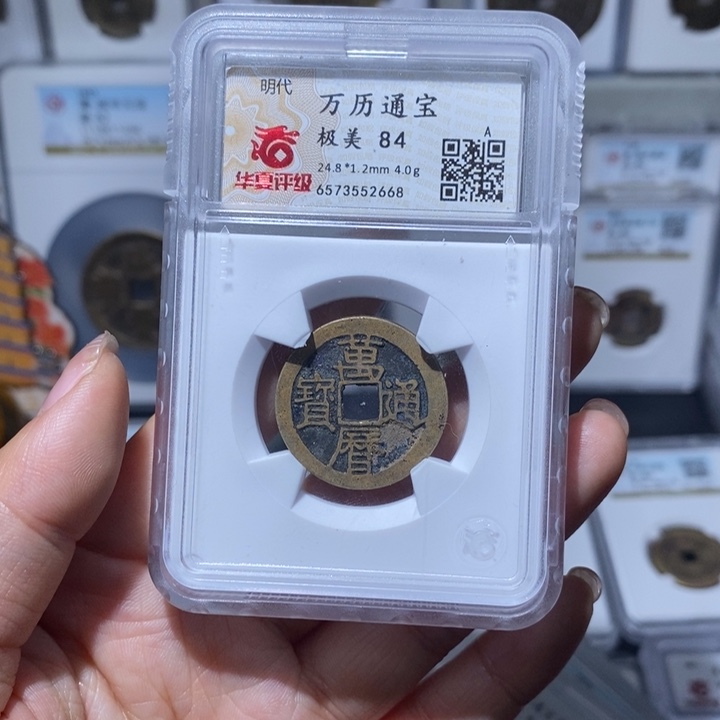 明代
万历通宝
极美 84
A
24.8*1.2mm 4.0g
6573552668
华夏评级
萬
寶 通
曆